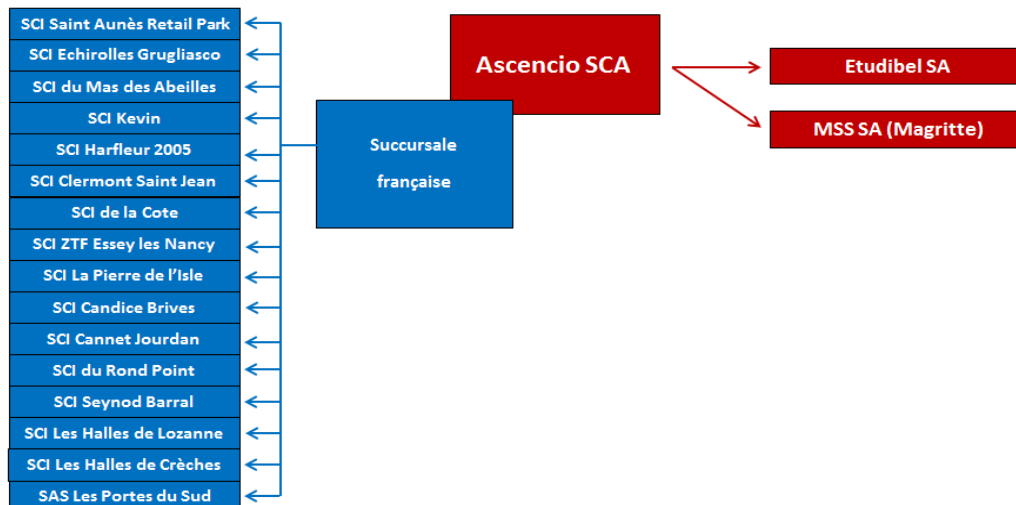 SCI Saint Aunès Retail Park
SCI Echirolles Grugliasco
SCI du Mas des Abeilles
SCI Kevin
SCI Harfleur 2005
SCI Clermont Saint Jean
SCI de la Cote
SCI ZTF Essey les Nancy
SCI La Pierre de l’Isle
SCI Candice Brives
SCI Cannet Jourdan
SCI du Rond Point
SCI Seynod Barral
SCI Les Halles de Lozanne
SCI Les Halles de Crèches
SAS Les Portes du Sud
Ascencio SCA
Succursale
française
Etudibel SA
MSS SA (Magritte)